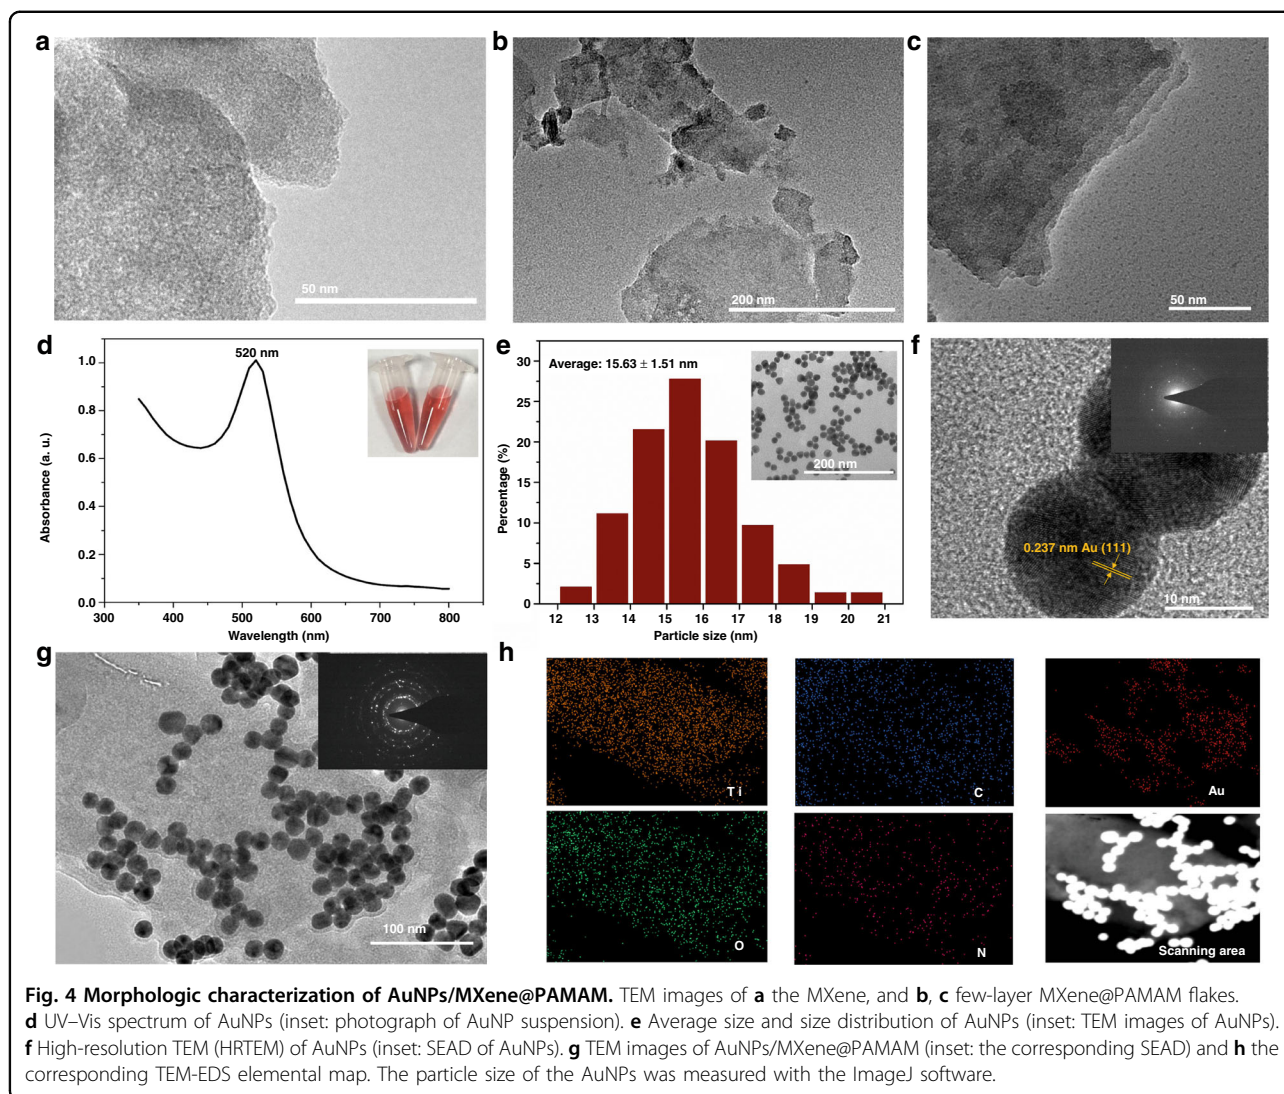 a
b
c
50 nm
200 nm
50 nm
d
520 nm
1.0
0.8
0.6
0.4
0.2
0.0
Absorbance (a. u.)
300 400 500 600 700 800
Wavelength (nm)
e
Average: 15.63 ± 1.51 nm
30
25
20
15
10
5
0
Percentage (%)
12 13 14 15 16 17 18 19 20 21
Particle size (nm)
200 nm
f
0.237 nm Au (111)
10 nm
g
100 nm
h
Ti
C
Au
O
N
Scanning area
Fig. 4 Morphologic characterization of AuNPs/MXene@PAMAM. TEM images of a the MXene, and b, c few-layer MXene@PAMAM flakes.
d UV–Vis spectrum of AuNPs (inset: photograph of AuNP suspension). e Average size and size distribution of AuNPs (inset: TEM images of AuNPs).
f High-resolution TEM (HRTEM) of AuNPs (inset: SEAD of AuNPs). g TEM images of AuNPs/MXene@PAMAM (inset: the corresponding SEAD) and h the
corresponding TEM-EDS elemental map. The particle size of the AuNPs was measured with the ImageJ software.